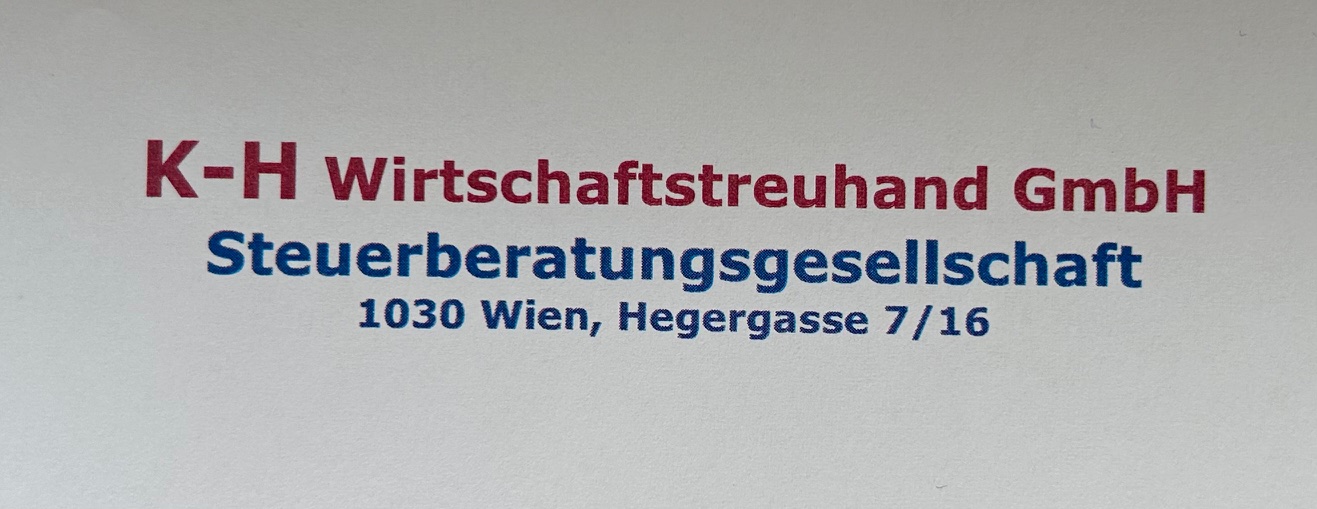 K-H Wirtschaftstreuhand GmbH
Steuerberatungsgesellschaft
1030 Wien, Hegergasse 7/16